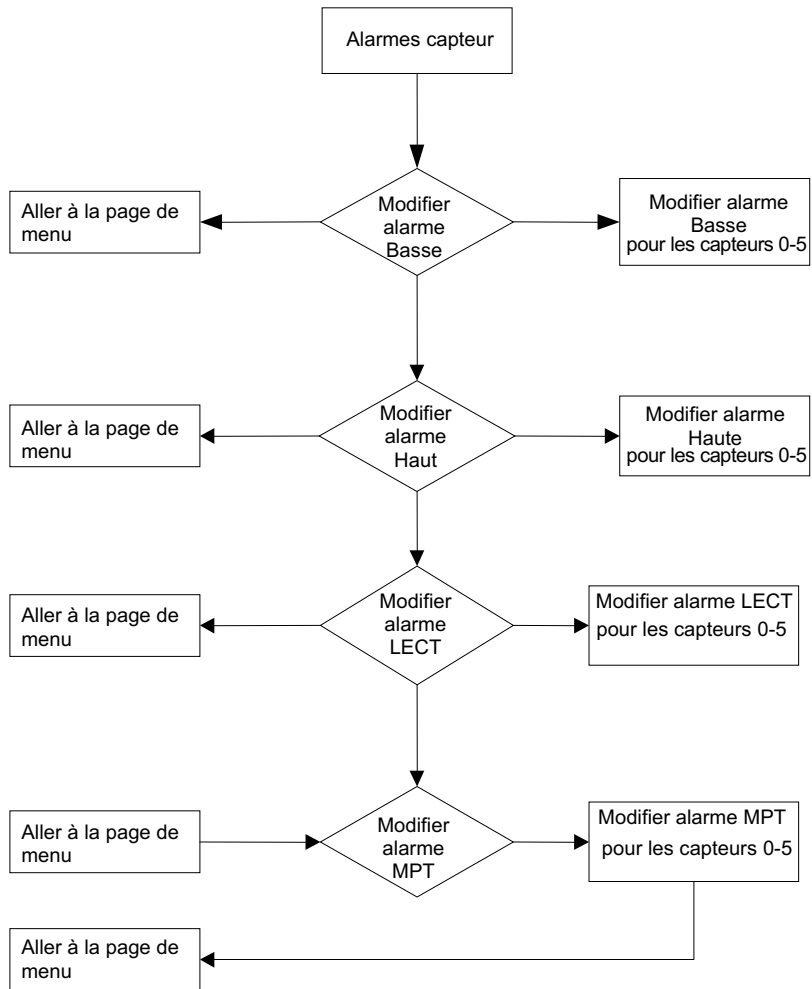 Alarmes capteur
Aller à la page de
menu
Modifier
alarme
Basse
Modifier alarme
Basse
pour les capteurs 0-5
Aller à la page de
menu
Modifier
alarme
Haut
Modifier alarme
Haute
pour les capteurs 0-5
Aller à la page de
menu
Modifier
alarme
LECT
Modifier alarme LECT
pour les capteurs 0-5
Aller à la page de
menu
Modifier
alarme
MPT
Modifier alarme MPT
pour les capteurs 0-5
Aller à la page de
menu